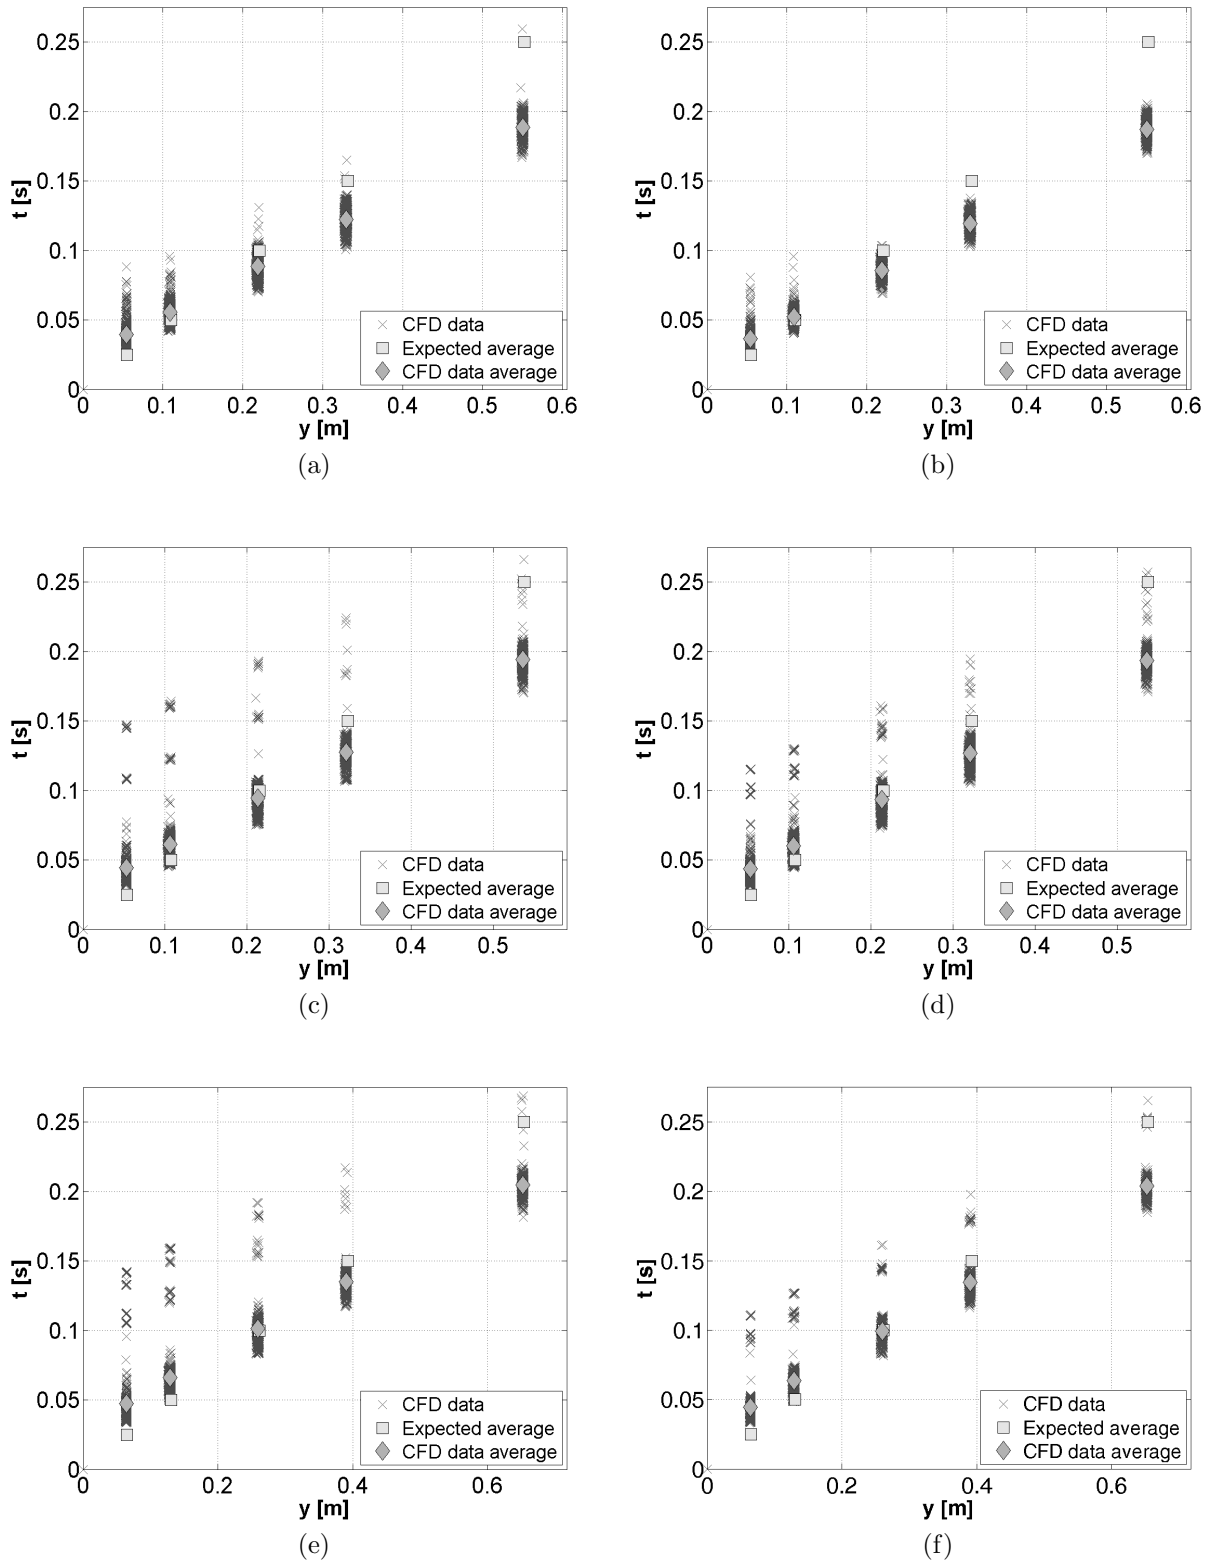 0.25
0.2
0.15
0.1
0.05
0
t [s]
0 0.1 0.2 0.3 0.4 0.5 0.6
y [m]
CFD data
Expected average
CFD data average
(a)
0.25
0.2
0.15
0.1
0.05
0
t [s]
0 0.1 0.2 0.3 0.4 0.5 0.6
y [m]
CFD data
Expected average
CFD data average
(b)
0.25
0.2
0.15
0.1
0.05
0
t [s]
0 0.1 0.2 0.3 0.4 0.5
y [m]
CFD data
Expected average
CFD data average
(c)
0.25
0.2
0.15
0.1
0.05
0
t [s]
0 0.1 0.2 0.3 0.4 0.5
y [m]
CFD data
Expected average
CFD data average
(d)
0.25
0.2
0.15
0.1
0.05
0
t [s]
0 0.2 0.4 0.6
y [m]
CFD data
Expected average
CFD data average
(e)
0.25
0.2
0.15
0.1
0.05
0
t [s]
0 0.2 0.4 0.6
y [m]
CFD data
Expected average
CFD data average
(f)